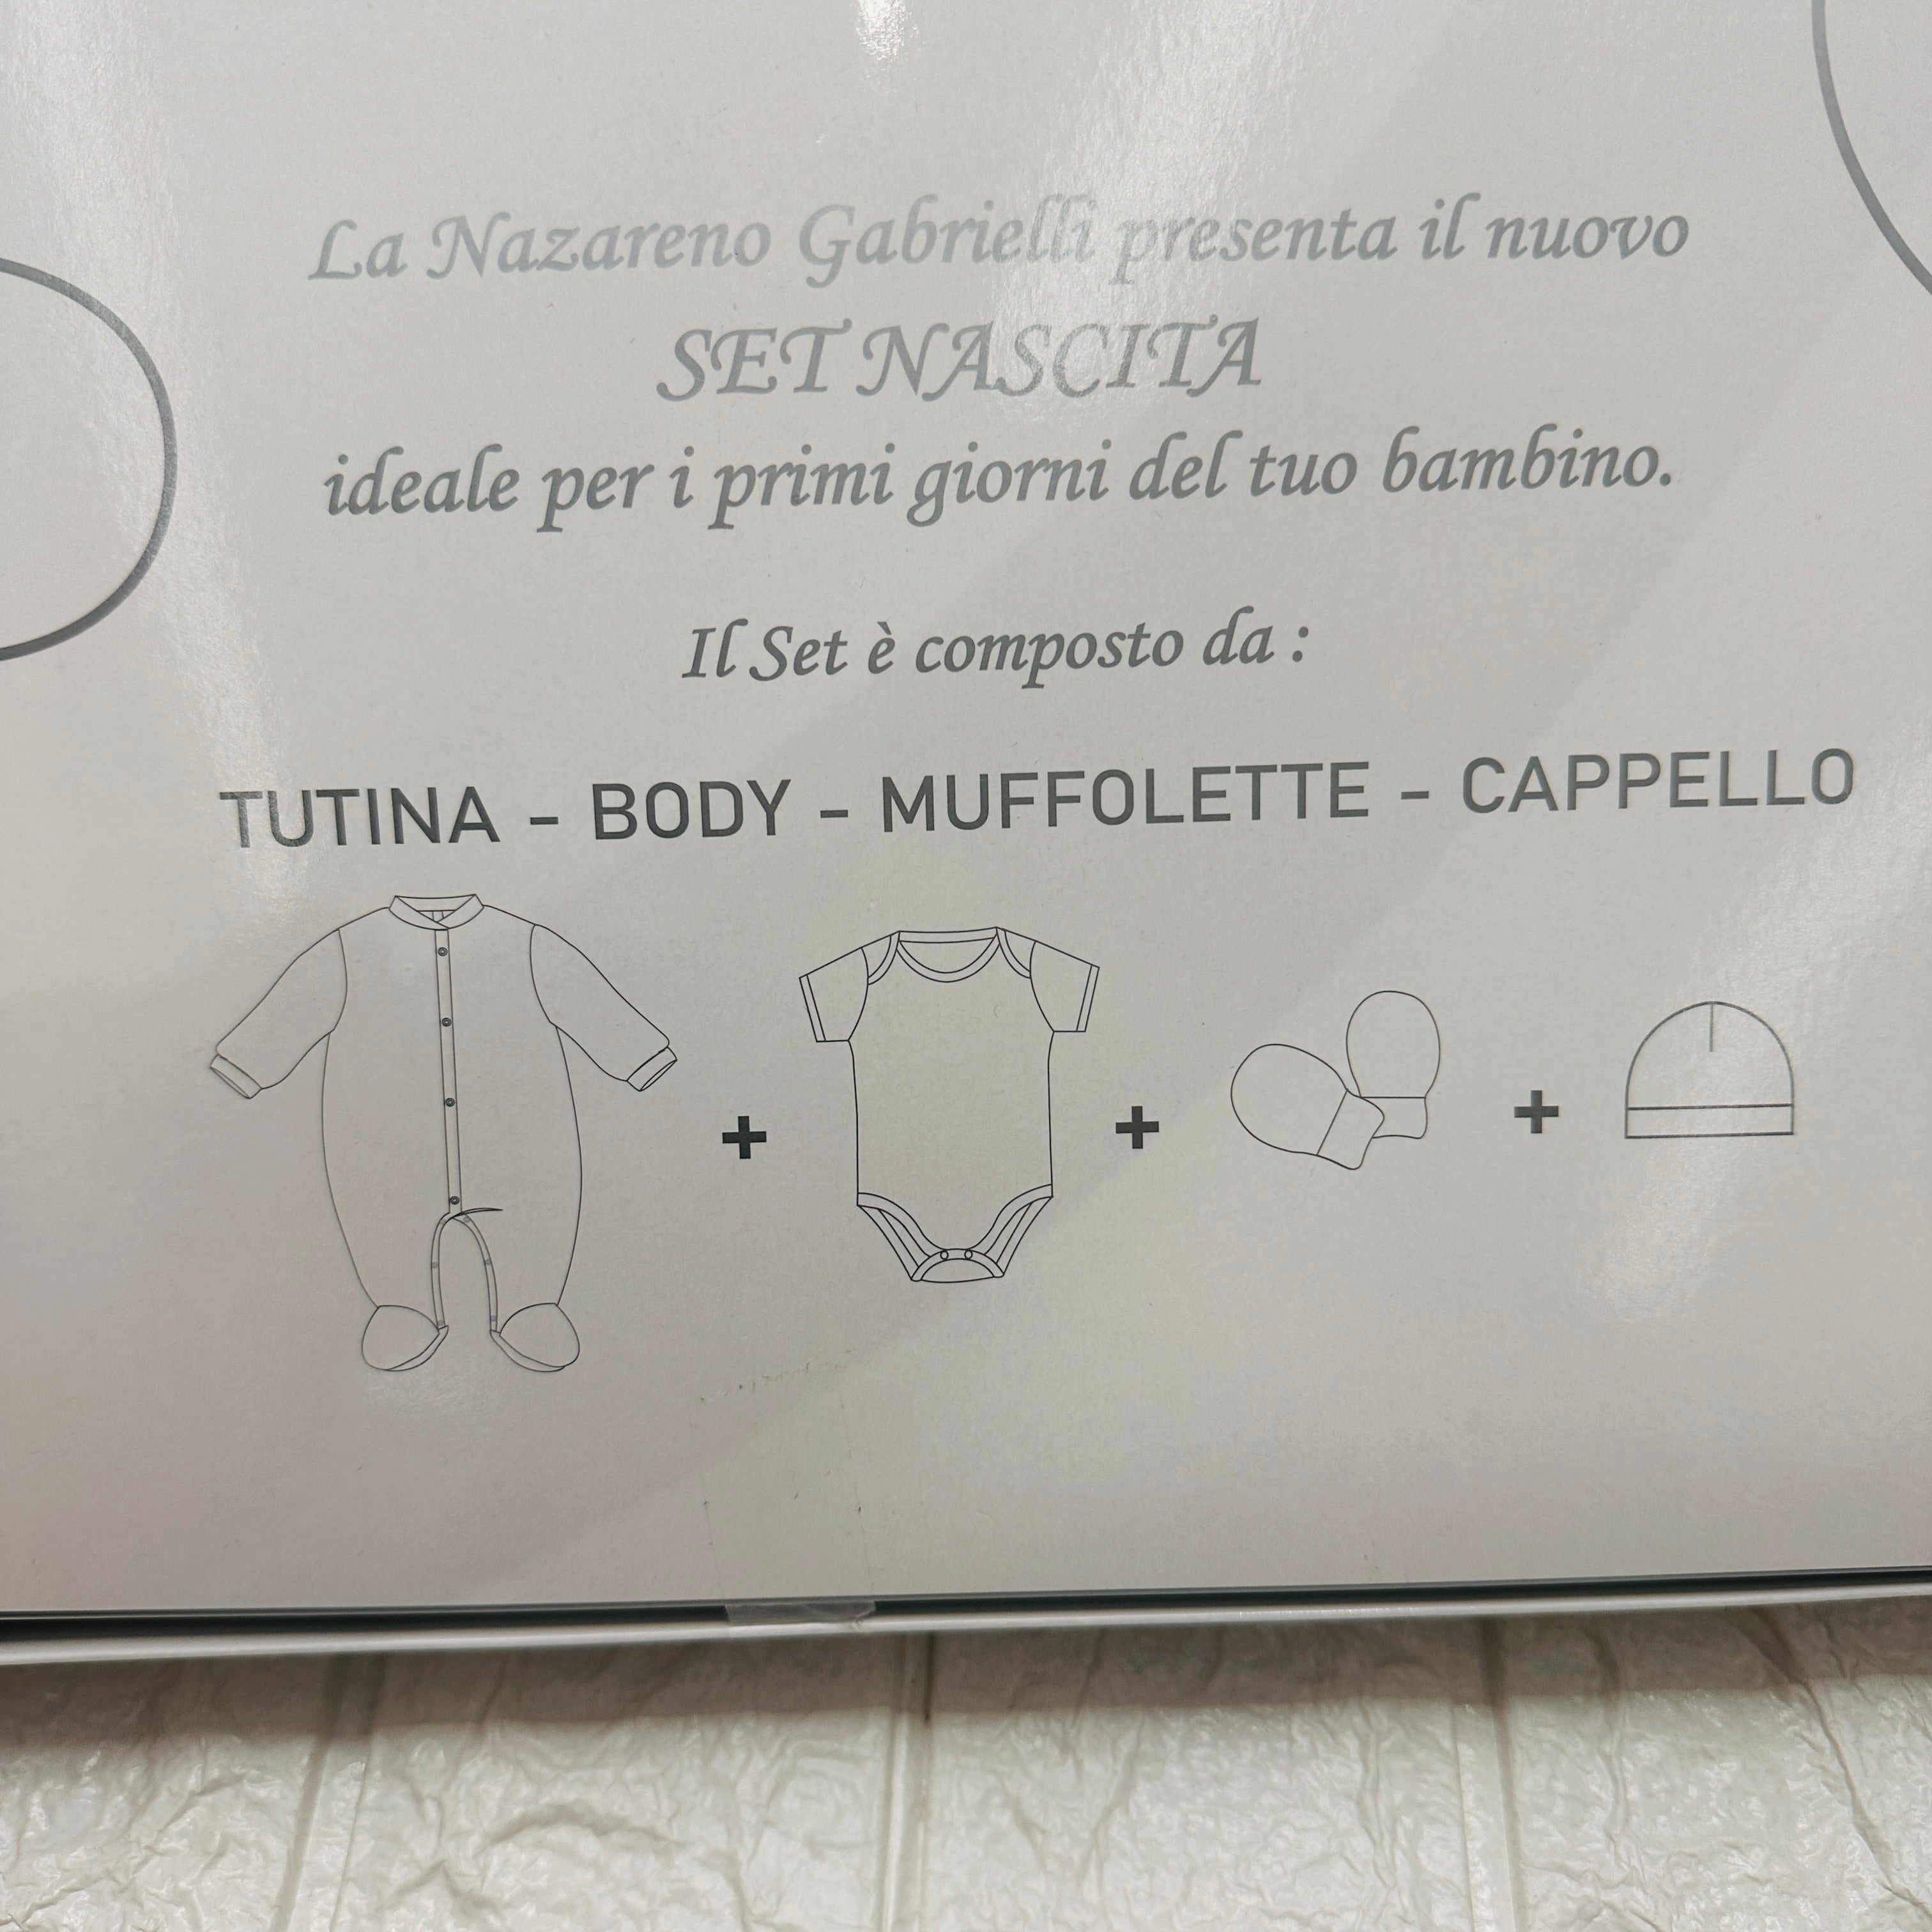 La Nazareno Gabrielli presenta il nuovo
SET NASCITA
ideale per i primi giorni del tuo bambino.
Il Set è composto da :
TUTINA - BODY - MUFFOLETTE - CAPPELLO
+ + +